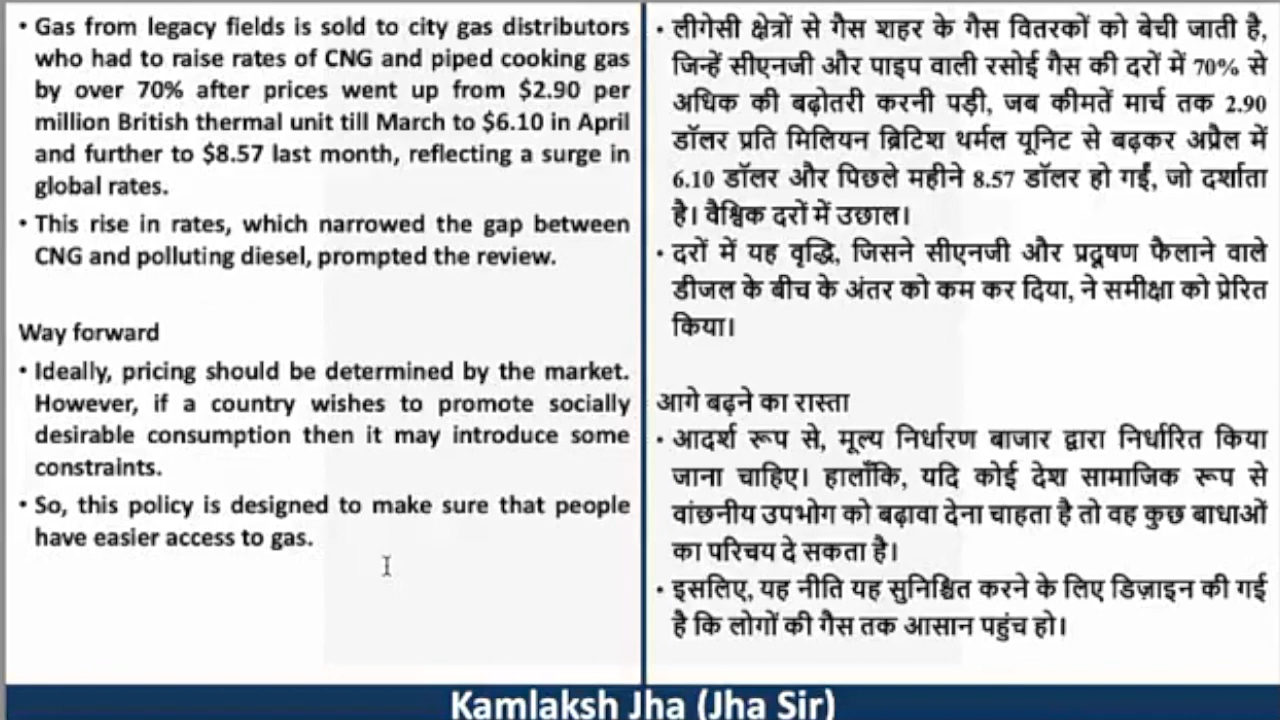 • Gas from legacy fields is sold to city gas distributors
who had to raise rates of CNG and piped cooking gas
by over 70% after prices went up from $2.90 per
million British thermal unit till March to $6.10 in April
and further to $8.57 last month, reflecting a surge in
global rates.
• This rise in rates, which narrowed the gap between
CNG and polluting diesel, prompted the review.
Way forward
• Ideally, pricing should be determined by the market.
However, if a country wishes to promote socially
desirable consumption then it may introduce some
constraints.
• So, this policy is designed to make sure that people
have easier access to gas.
• लीगेसी क्षेत्रों से गैस शहर के गैस वितरकों को बेची जाती है,
जिन्हें सीएनजी और पाइप वाली रसोई गैस की दरों में 70% से
अधिक की बढ़ोतरी करनी पड़ी, जब कीमतें मार्च तक 2.90
डॉलर प्रति मिलियन ब्रिटिश थर्मल यूनिट से बढ़कर अप्रैल में
6.10 डॉलर और पिछले महीने 8.57 डॉलर हो गईं, जो दर्शाता
है। वैश्विक दरों में उछाल।
• दरों में यह वृद्धि, जिसने सीएनजी और प्रदूषण फैलाने वाले
डीजल के बीच के अंतर को कम कर दिया, ने समीक्षा को प्रेरित
किया।
आगे बढ़ने का रास्ता
• आदर्श रूप से, मूल्य निर्धारण बाजार द्वारा निर्धारित किया
जाना चाहिए। हालाँकि, यदि कोई देश सामाजिक रूप से
वांछनीय उपभोग को बढ़ावा देना चाहता है तो वह कुछ बाधाओं
का परिचय दे सकता है।
• इसलिए, यह नीति यह सुनिश्चित करने के लिए डिज़ाइन की गई
है कि लोगों की गैस तक आसान पहुंच हो।
Kamlaksh Jha (Jha Sir)